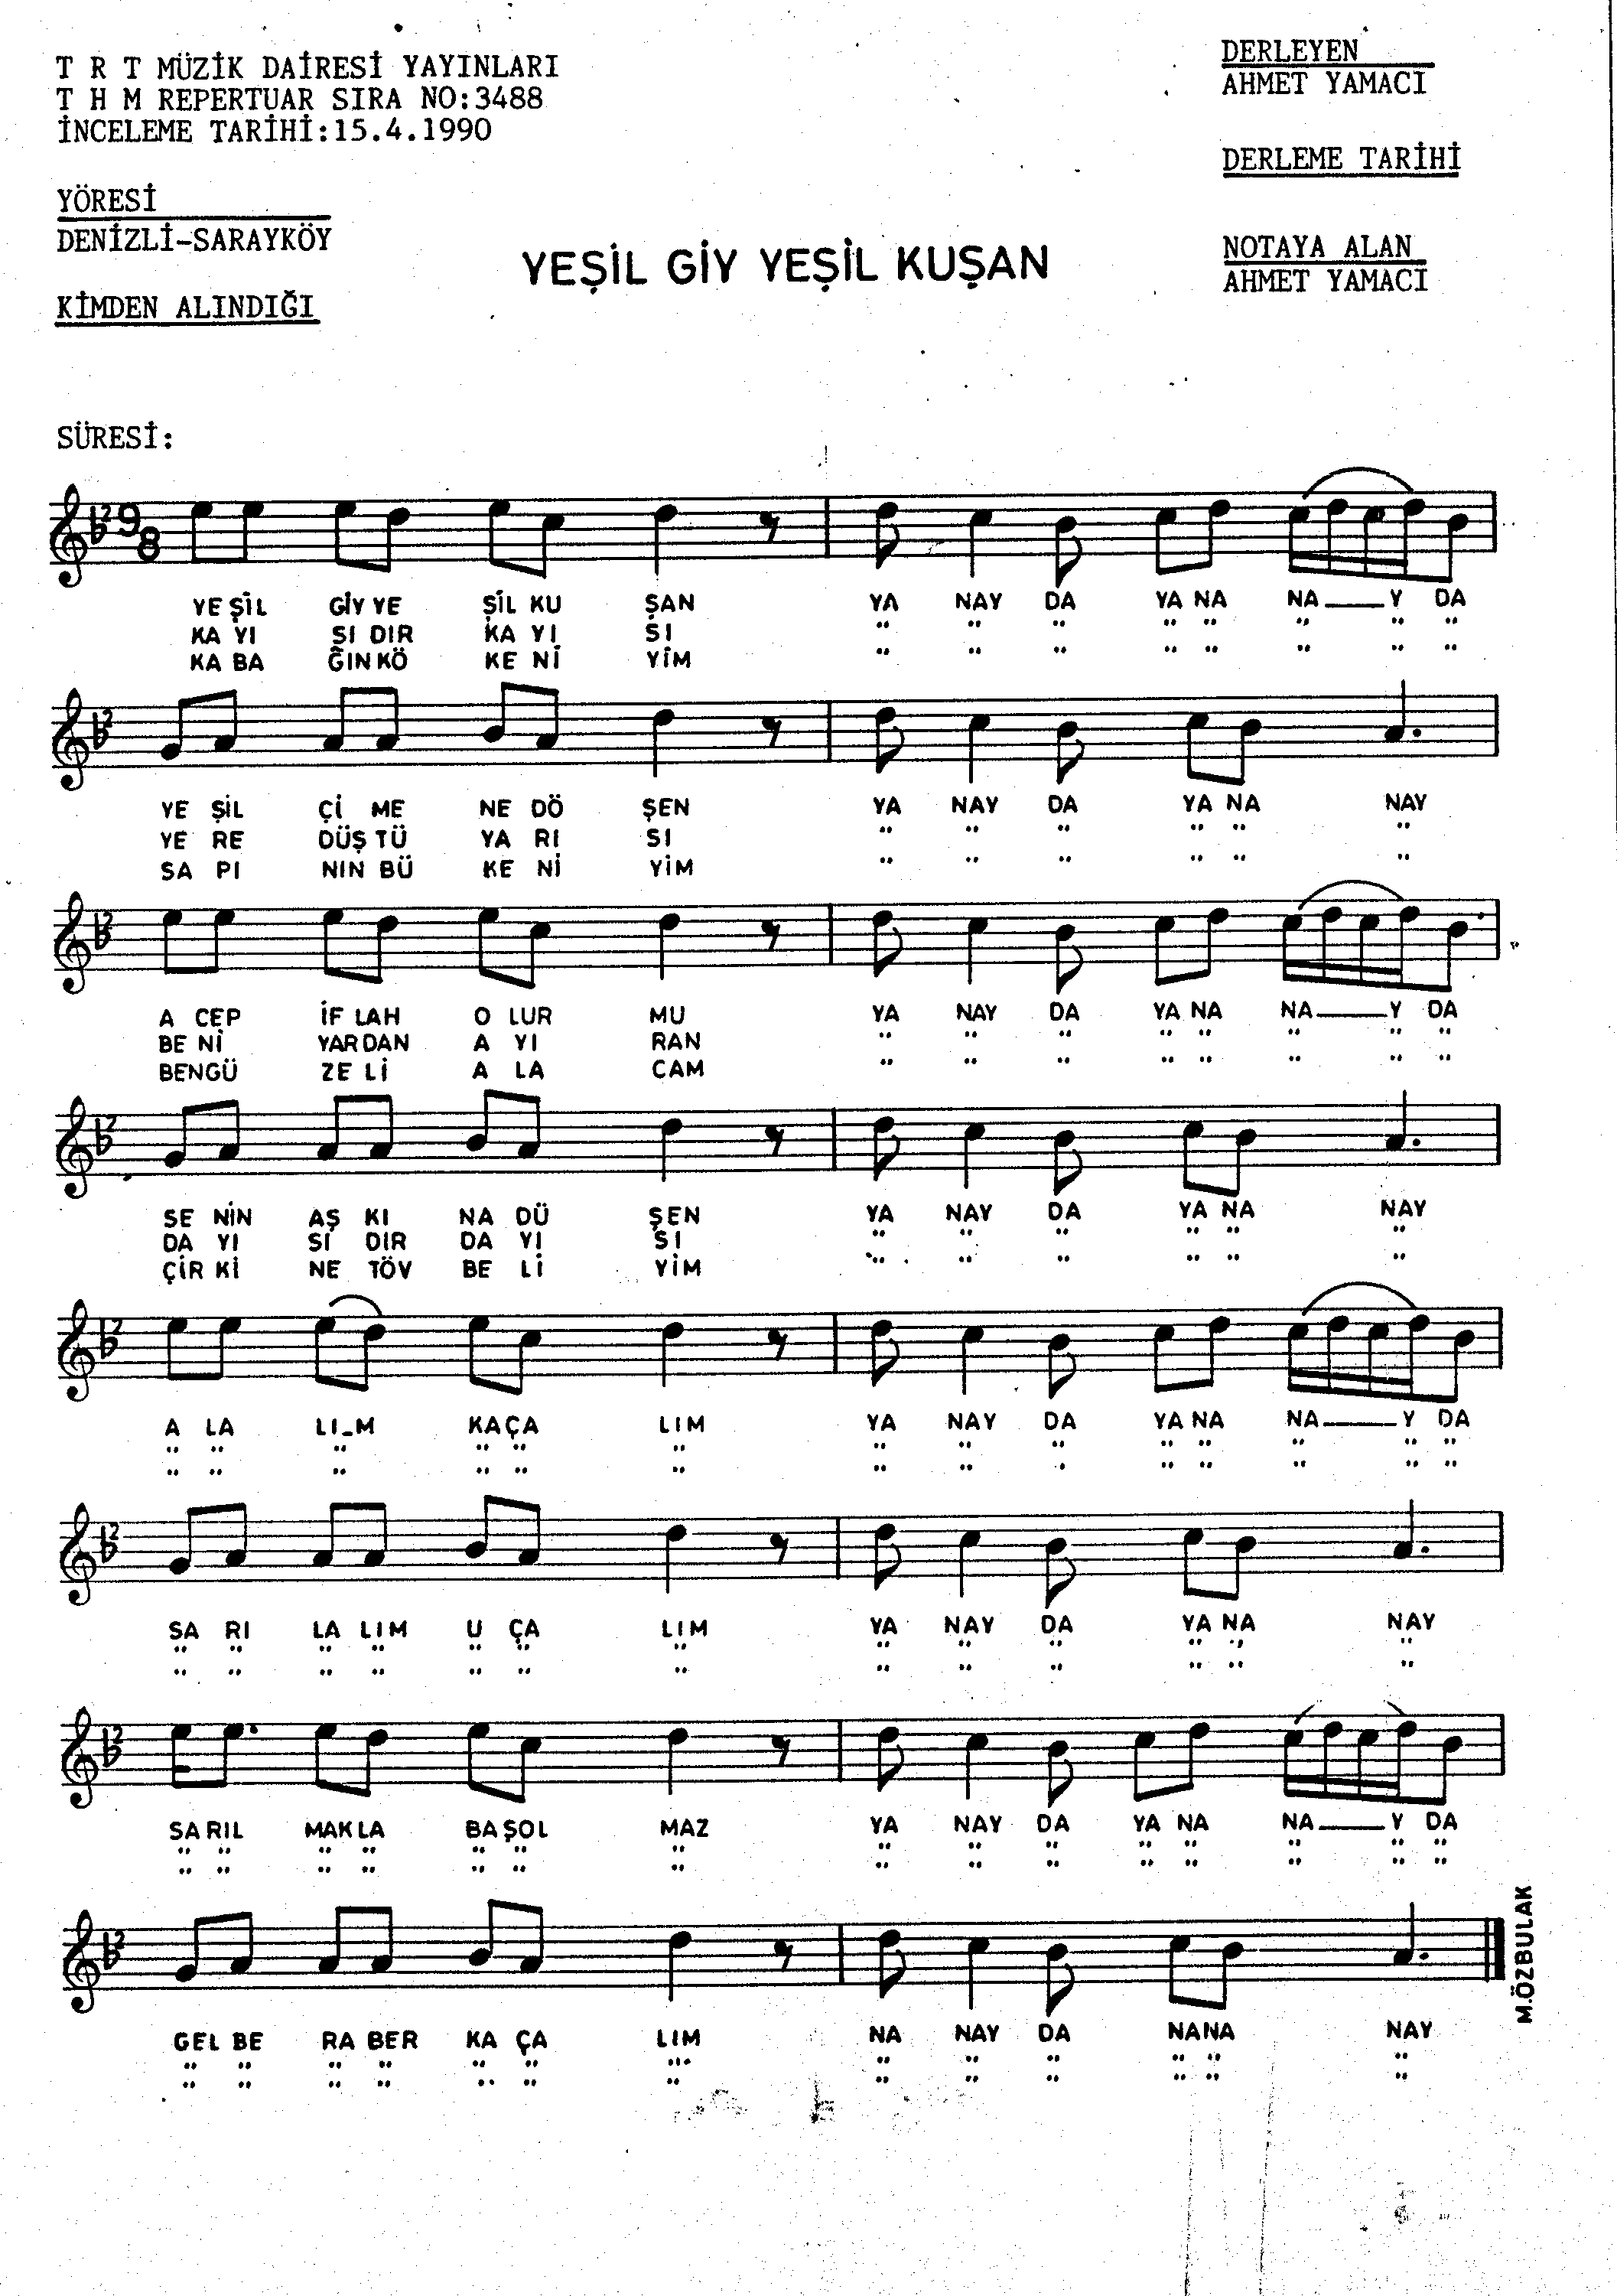 T R T MÜZİK DAİRESİ YAYINLARI
T H M REPERTUAR SIRA NO:3488
İNCELEME TARİHİ:15.4.1990
DERLEYEN
AHMET YAMACI
DERLEME TARİHİ
YÖRESİ
DENİZLİ-SARAYKÖY
NOTAYA ALAN
AHMET YAMACI
YEŞİL GİY YEŞİL KUŞAN
KİMDEN ALINDIĞI
SÜRESİ:
9
8
YE ŞİL GİY YE ŞİL KU ŞAN YA NAY DA YA NA NA___Y DA
KA YI SI DIR KA YI SI " " " " " " " "
KA BA ĞIN KÖ KE Nİ YİM " " " " " " " "
YE ŞİL Çİ ME NE DÖ ŞEN YA NAY DA YA NA NAY
YE RE DÜŞ TÜ YA RI SI " " " " " "
SA PI NIN BÜ KE Nİ YİM " " " " " "
A CEP İF LAH O LUR MU YA NAY DA YA NA NA___Y DA
BE Nİ YAR DAN A YI RAN " " " " " " " "
BEN GÜ ZE Lİ A LA CAM " " " " " " " "
SE NİN AŞ KI NA DÜ ŞEN YA NAY DA YA NA NAY
DA YI SI DIR DA YI SI " " " " " "
ÇİR Kİ NE TÖV BE Lİ YİM " " " " " "
A LA LI_M KA ÇA LIM YA NAY DA YA NA NA___Y DA
" " " " " " " " " " " " " "
" " " " " " " " " " " " " "
SA RI LA LIM U ÇA LIM YA NAY DA YA NA NAY
" " " " " " " " " " " " "
" " " " " " " " " " " " "
SA RIL MAK LA BA ŞOL MAZ YA NAY DA YA NA NA___Y DA
" " " " " " " " " " " " " " "
" " " " " " " " " " " " " " "
GEL BE RA BER KA ÇA LIM NA NAY DA NA NA NAY
" " " " " " " " " " " " "
" " " " " " " " " " " " "
M.ÖZBULAK